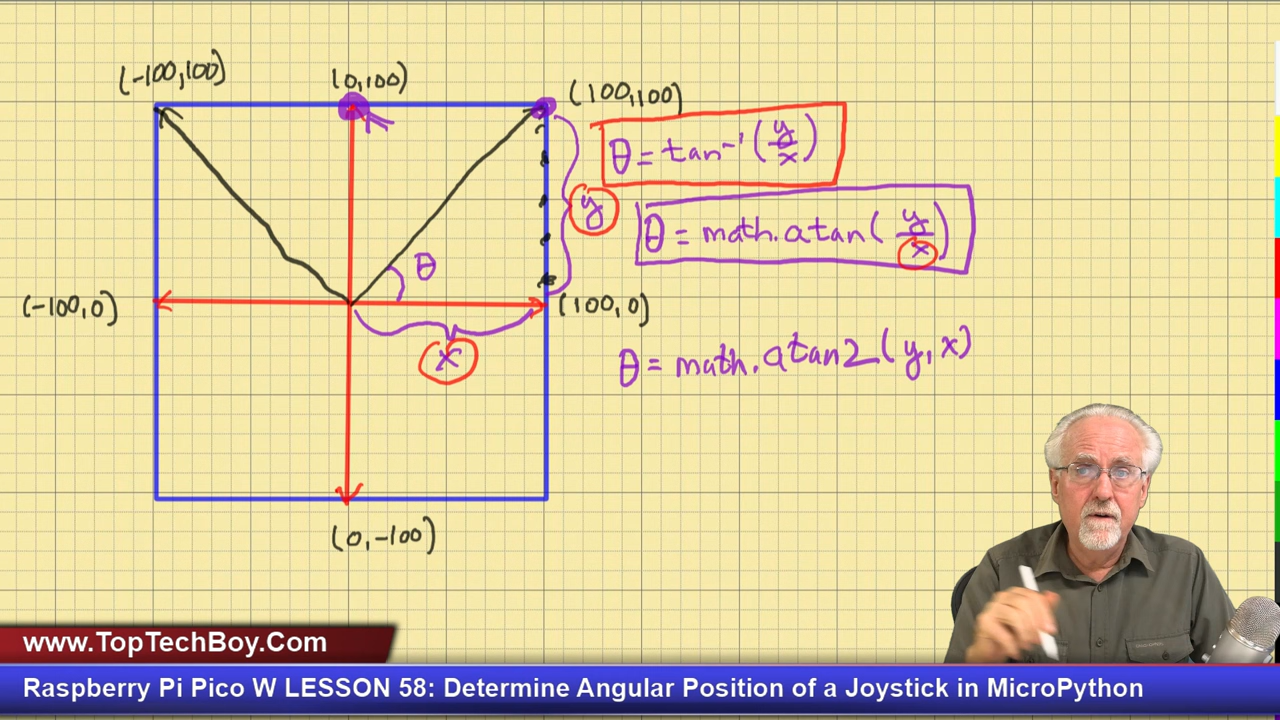 (-100,100)
(0,100)
(100,100)
θ = tan⁻¹(y/x)
y
θ = math.atan(y/x)
θ
(-100,0)
(100,0)
x
θ = math.atan2(y,x)
(0,-100)
www.TopTechBoy.Com
Raspberry Pi Pico W LESSON 58: Determine Angular Position of a Joystick in MicroPython